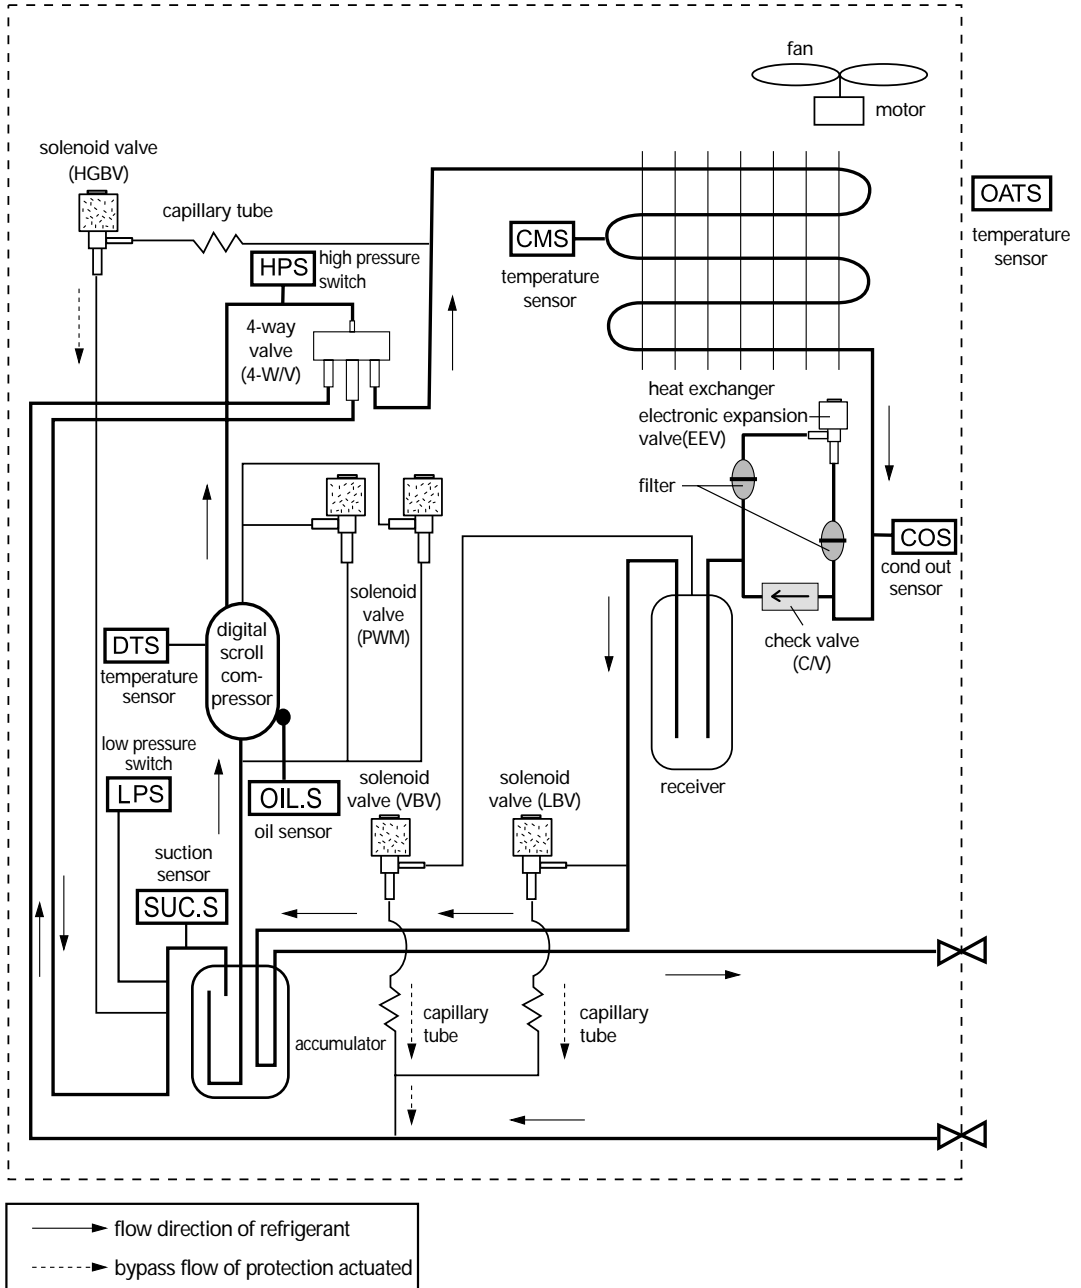 fan
motor
solenoid valve
(HGBV)
capillary tube
HPS
high pressure
switch
4-way
valve
(4-W/V)
CMS
temperature
sensor
OATS
temperature
sensor
heat exchanger
electronic expansion
valve(EEV)
filter
COS
cond out
sensor
check valve
(C/V)
solenoid
valve
(PWM)
DTS
temperature
sensor
digital
scroll
com-
pressor
low pressure
switch
LPS
OIL.S
oil sensor
solenoid
valve (VBV)
solenoid
valve (LBV)
receiver
suction
sensor
SUC.S
accumulator
capillary
tube
capillary
tube
flow direction of refrigerant
bypass flow of protection actuated